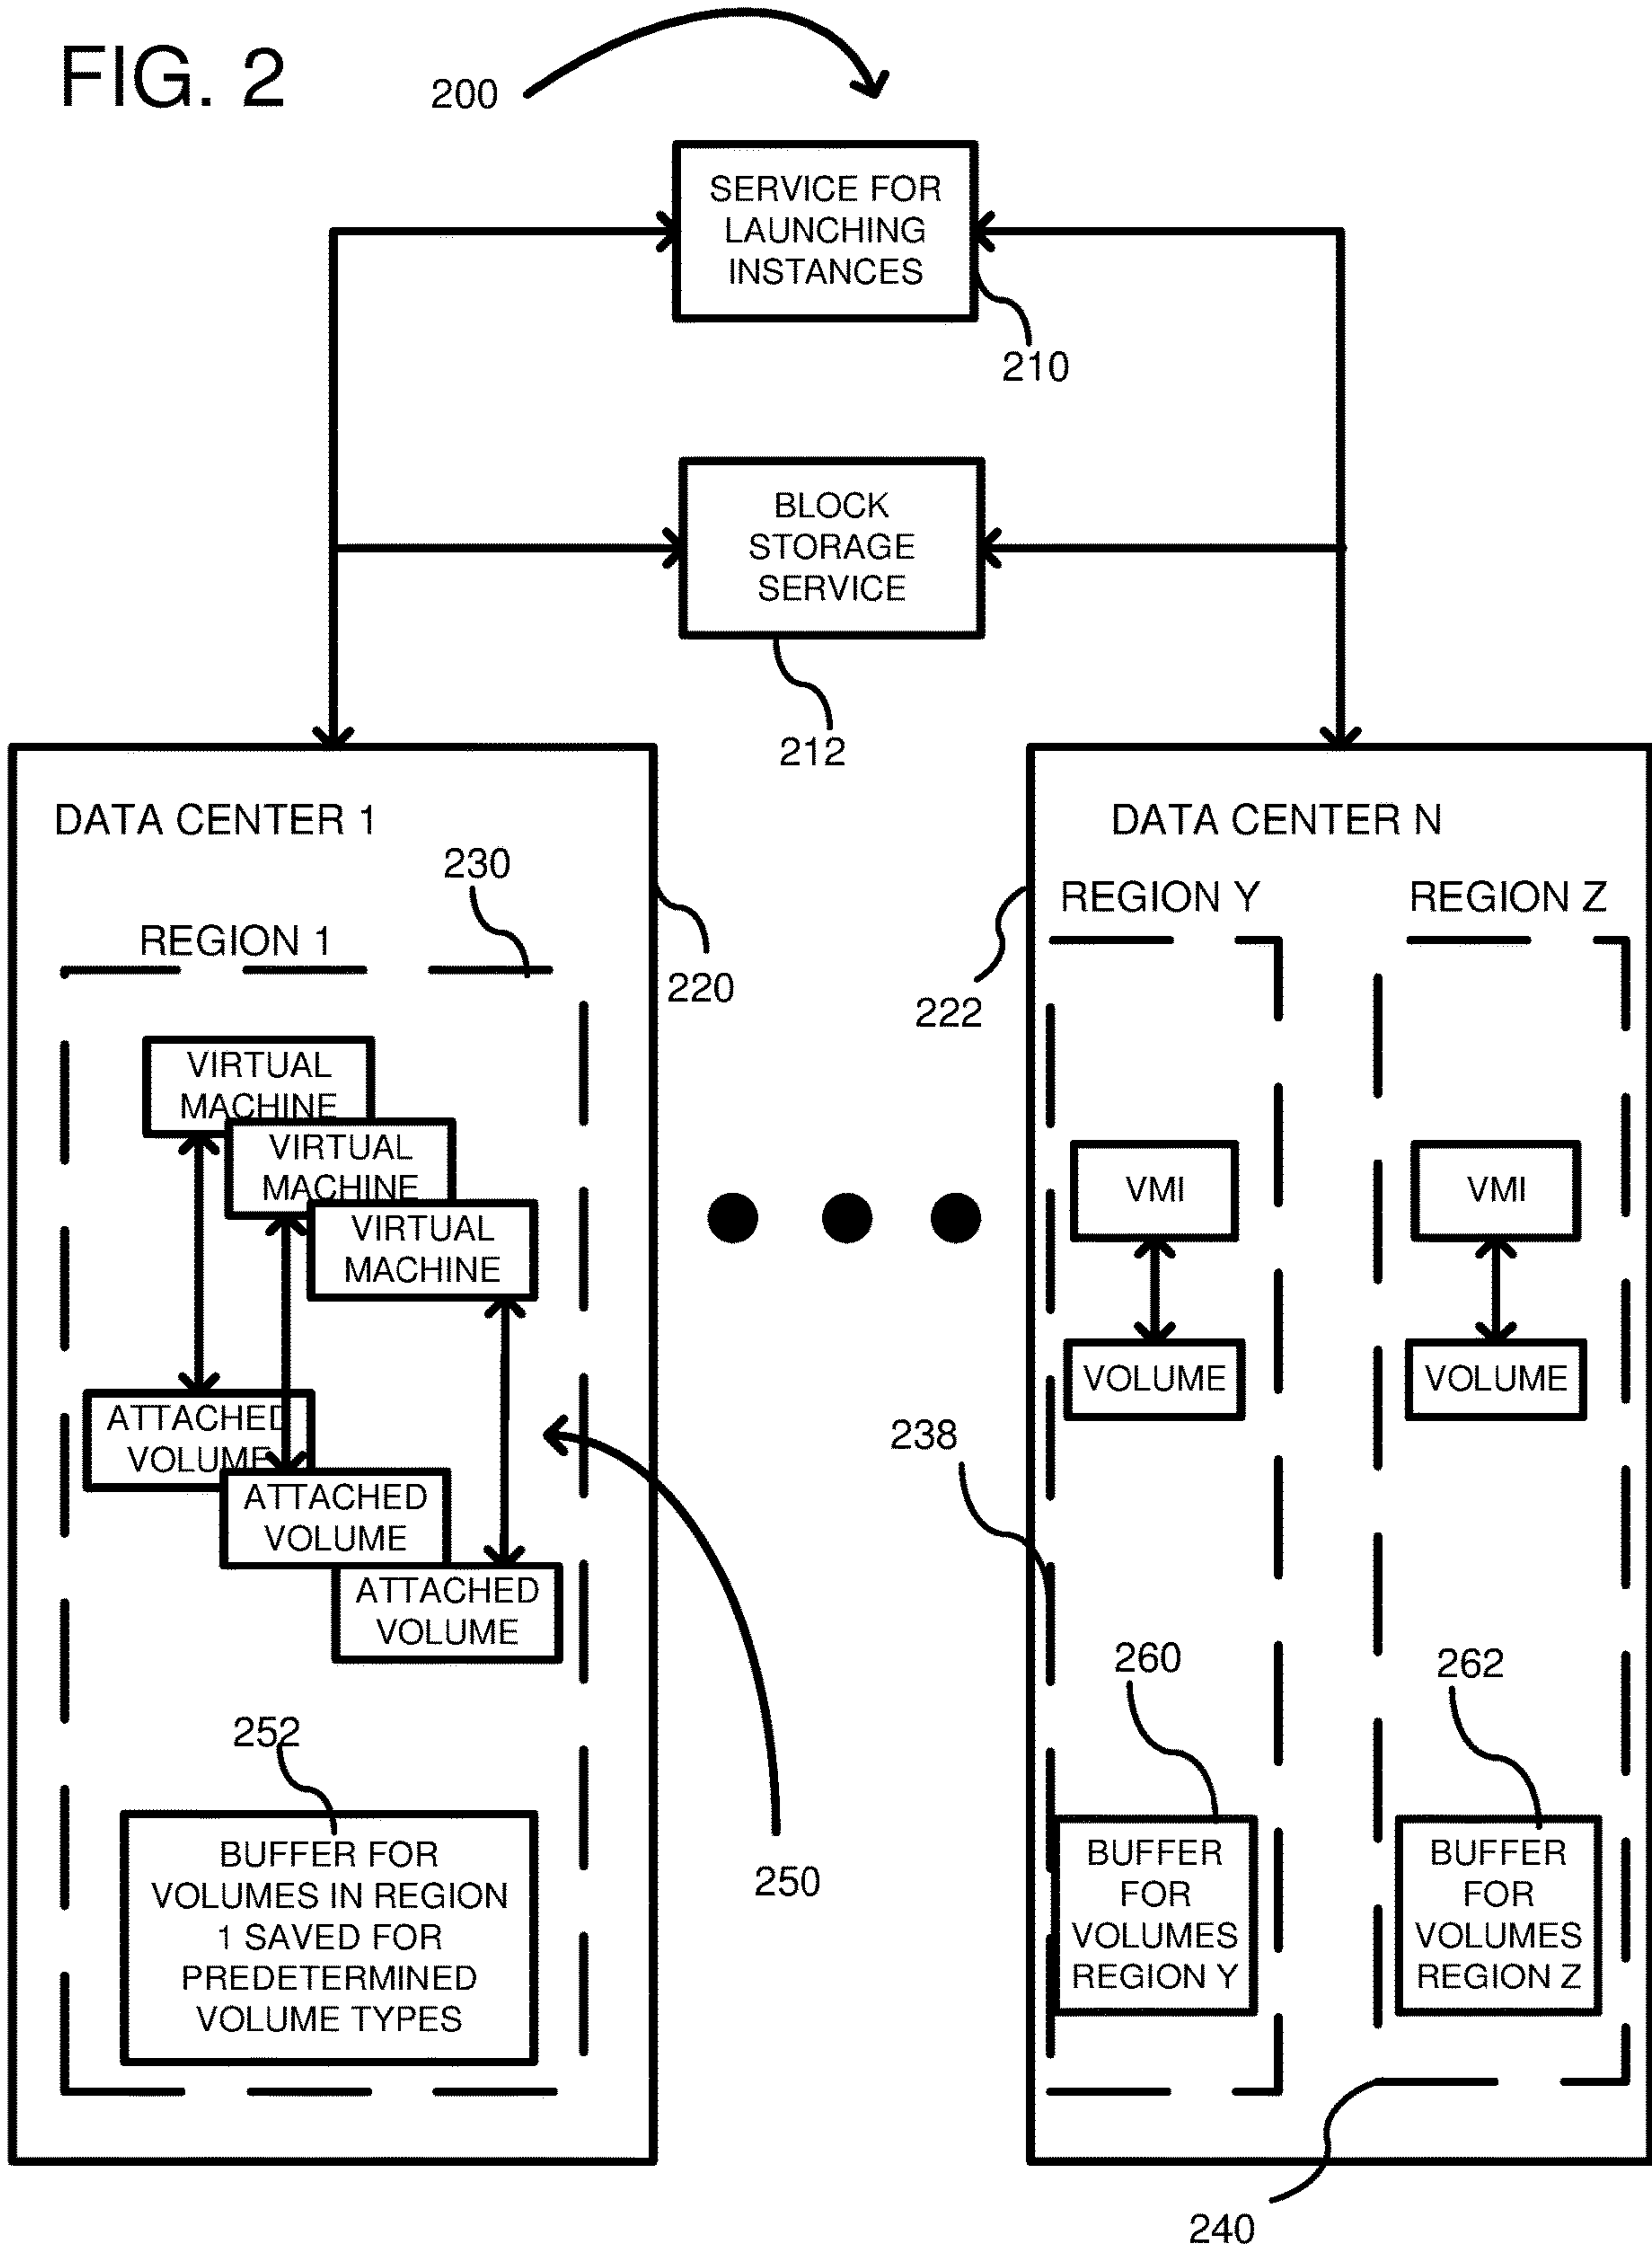 FIG. 2
200
SERVICE FOR
LAUNCHING
INSTANCES
210
BLOCK
STORAGE
SERVICE
212
DATA CENTER 1
230
REGION 1
220
VIRTUAL
MACHINE
VIRTUAL
MACHINE
VIRTUAL
MACHINE
ATTACHED
VOLUME
ATTACHED
VOLUME
ATTACHED
VOLUME
250
252
BUFFER FOR
VOLUMES IN REGION
1 SAVED FOR
PREDETERMINED
VOLUME TYPES
DATA CENTER N
222
REGION Y
REGION Z
VMI
VMI
VOLUME
VOLUME
238
260
262
BUFFER
FOR
VOLUMES
REGION Y
BUFFER
FOR
VOLUMES
REGION Z
240